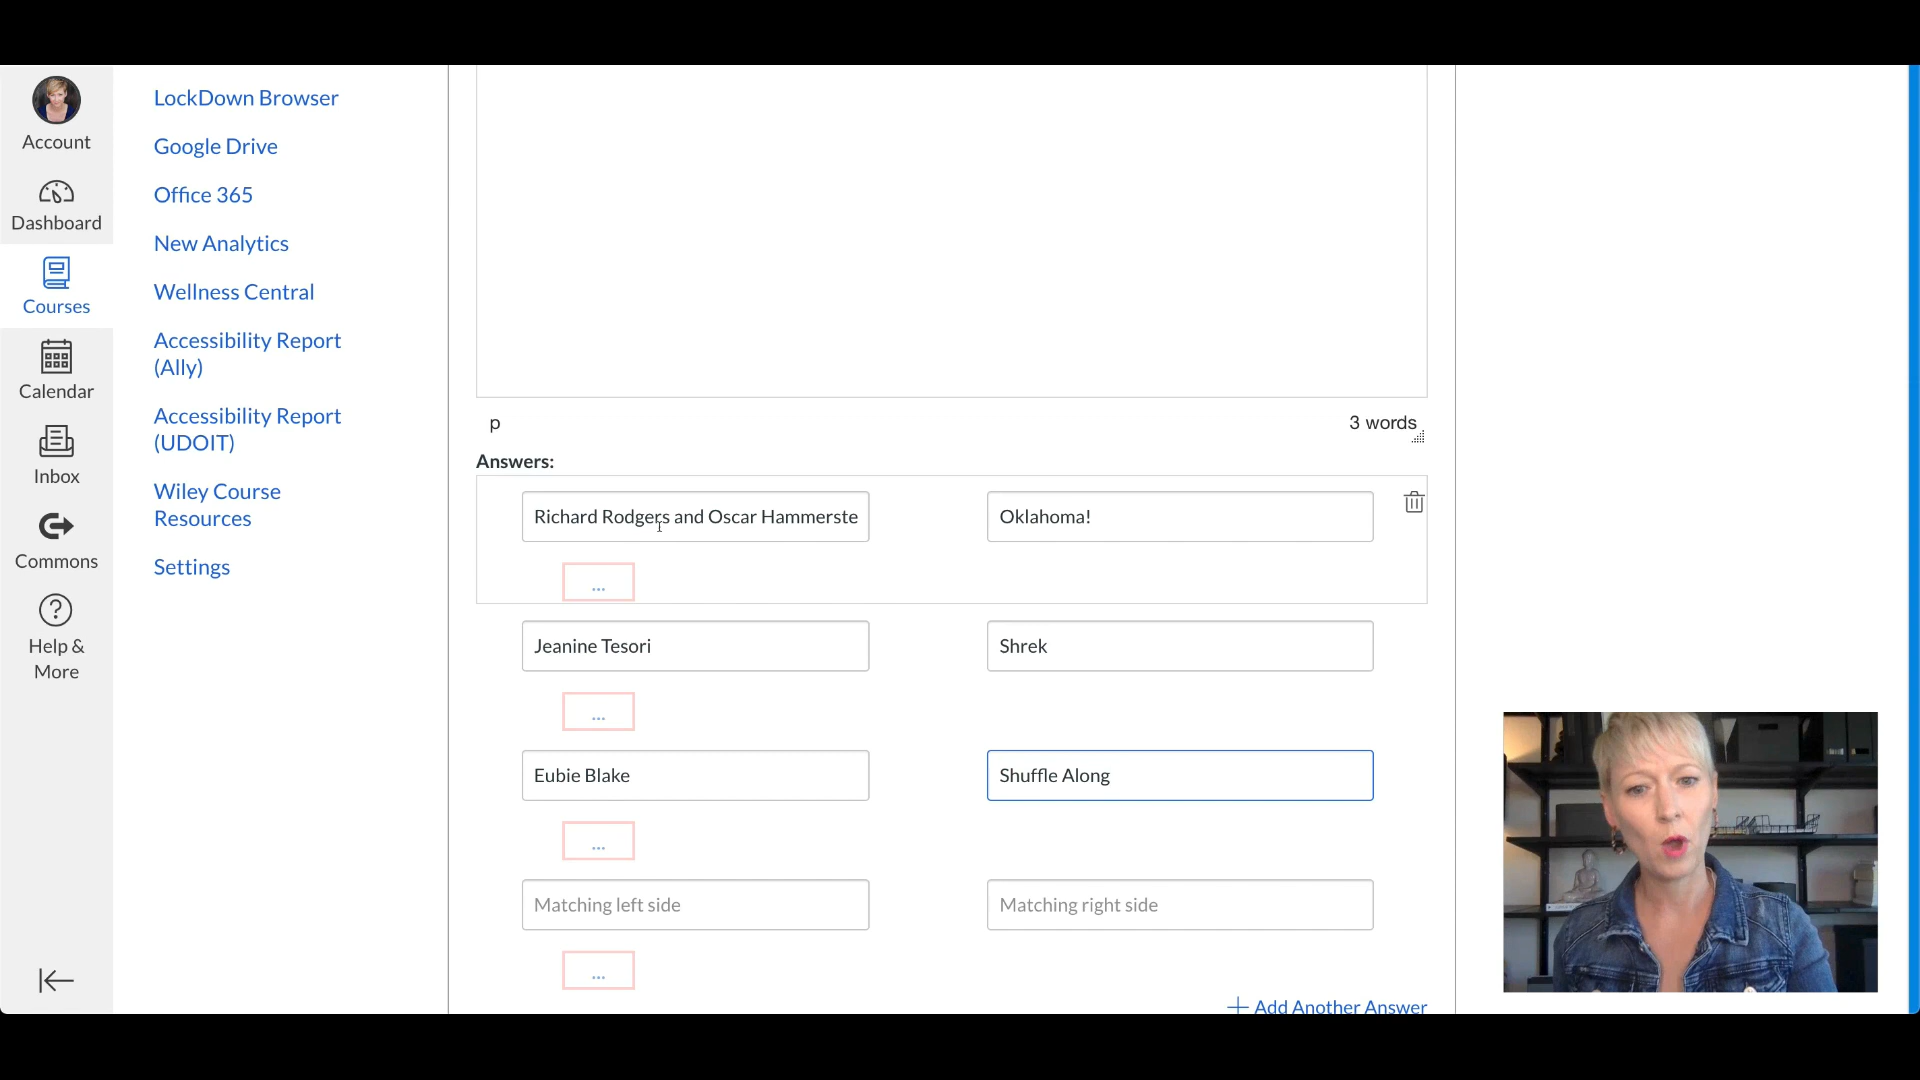 Account
Dashboard
Courses
Calendar
Inbox
Commons
Help &
More
LockDown Browser
Google Drive
Office 365
New Analytics
Wellness Central
Accessibility Report
(Ally)
Accessibility Report
(UDOIT)
Wiley Course
Resources
Settings
p
3 words
Answers:
Richard Rodgers and Oscar Hammerste
Oklahoma!
...
Jeanine Tesori
Shrek
...
Eubie Blake
Shuffle Along
...
Matching left side
Matching right side
...
Add Another Answer